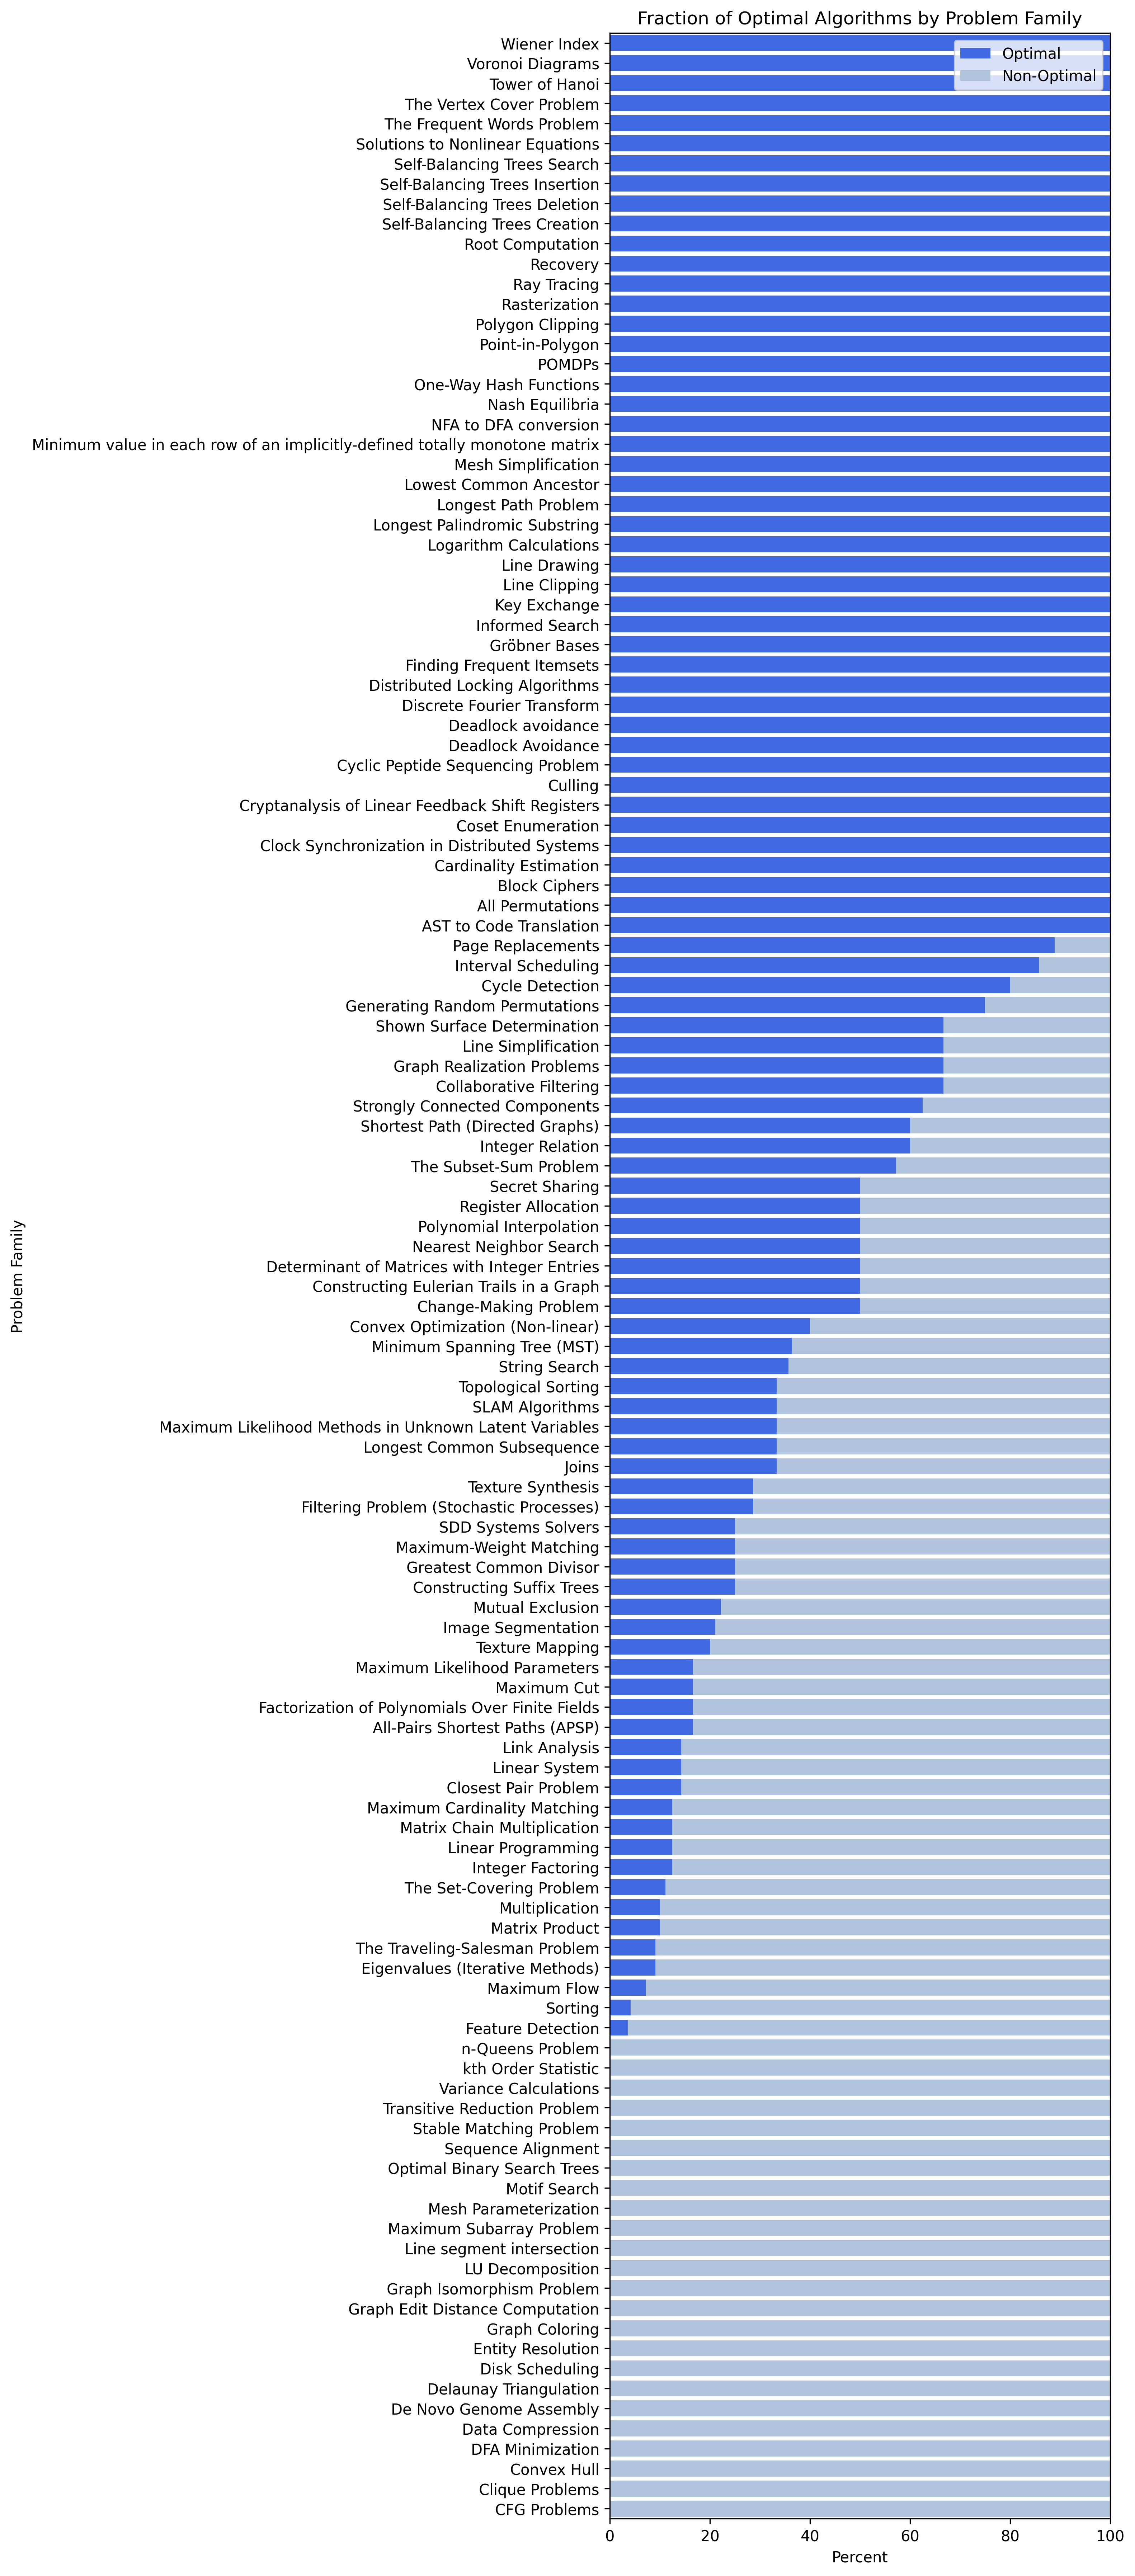 Fraction of Optimal Algorithms by Problem Family
Optimal
Non-Optimal
Wiener Index
Voronoi Diagrams
Tower of Hanoi
The Vertex Cover Problem
The Frequent Words Problem
Solutions to Nonlinear Equations
Self-Balancing Trees Search
Self-Balancing Trees Insertion
Self-Balancing Trees Deletion
Self-Balancing Trees Creation
Root Computation
Recovery
Ray Tracing
Rasterization
Polygon Clipping
Point-in-Polygon
POMDPs
One-Way Hash Functions
Nash Equilibria
NFA to DFA conversion
Minimum value in each row of an implicitly-defined totally monotone matrix
Mesh Simplification
Lowest Common Ancestor
Longest Path Problem
Longest Palindromic Substring
Logarithm Calculations
Line Drawing
Line Clipping
Key Exchange
Informed Search
Gröbner Bases
Finding Frequent Itemsets
Distributed Locking Algorithms
Discrete Fourier Transform
Deadlock avoidance
Deadlock Avoidance
Cyclic Peptide Sequencing Problem
Culling
Cryptanalysis of Linear Feedback Shift Registers
Coset Enumeration
Clock Synchronization in Distributed Systems
Cardinality Estimation
Block Ciphers
All Permutations
AST to Code Translation
Page Replacements
Interval Scheduling
Cycle Detection
Generating Random Permutations
Shown Surface Determination
Line Simplification
Graph Realization Problems
Collaborative Filtering
Strongly Connected Components
Shortest Path (Directed Graphs)
Integer Relation
The Subset-Sum Problem
Secret Sharing
Register Allocation
Polynomial Interpolation
Nearest Neighbor Search
Determinant of Matrices with Integer Entries
Constructing Eulerian Trails in a Graph
Change-Making Problem
Convex Optimization (Non-linear)
Minimum Spanning Tree (MST)
String Search
Topological Sorting
SLAM Algorithms
Maximum Likelihood Methods in Unknown Latent Variables
Longest Common Subsequence
Joins
Texture Synthesis
Filtering Problem (Stochastic Processes)
SDD Systems Solvers
Maximum-Weight Matching
Greatest Common Divisor
Constructing Suffix Trees
Mutual Exclusion
Image Segmentation
Texture Mapping
Maximum Likelihood Parameters
Maximum Cut
Factorization of Polynomials Over Finite Fields
All-Pairs Shortest Paths (APSP)
Link Analysis
Linear System
Closest Pair Problem
Maximum Cardinality Matching
Matrix Chain Multiplication
Linear Programming
Integer Factoring
The Set-Covering Problem
Multiplication
Matrix Product
The Traveling-Salesman Problem
Eigenvalues (Iterative Methods)
Maximum Flow
Sorting
Feature Detection
n-Queens Problem
kth Order Statistic
Variance Calculations
Transitive Reduction Problem
Stable Matching Problem
Sequence Alignment
Optimal Binary Search Trees
Motif Search
Mesh Parameterization
Maximum Subarray Problem
Line segment intersection
LU Decomposition
Graph Isomorphism Problem
Graph Edit Distance Computation
Graph Coloring
Entity Resolution
Disk Scheduling
Delaunay Triangulation
De Novo Genome Assembly
Data Compression
DFA Minimization
Convex Hull
Clique Problems
CFG Problems
Problem Family
0 20 40 60 80 100
Percent